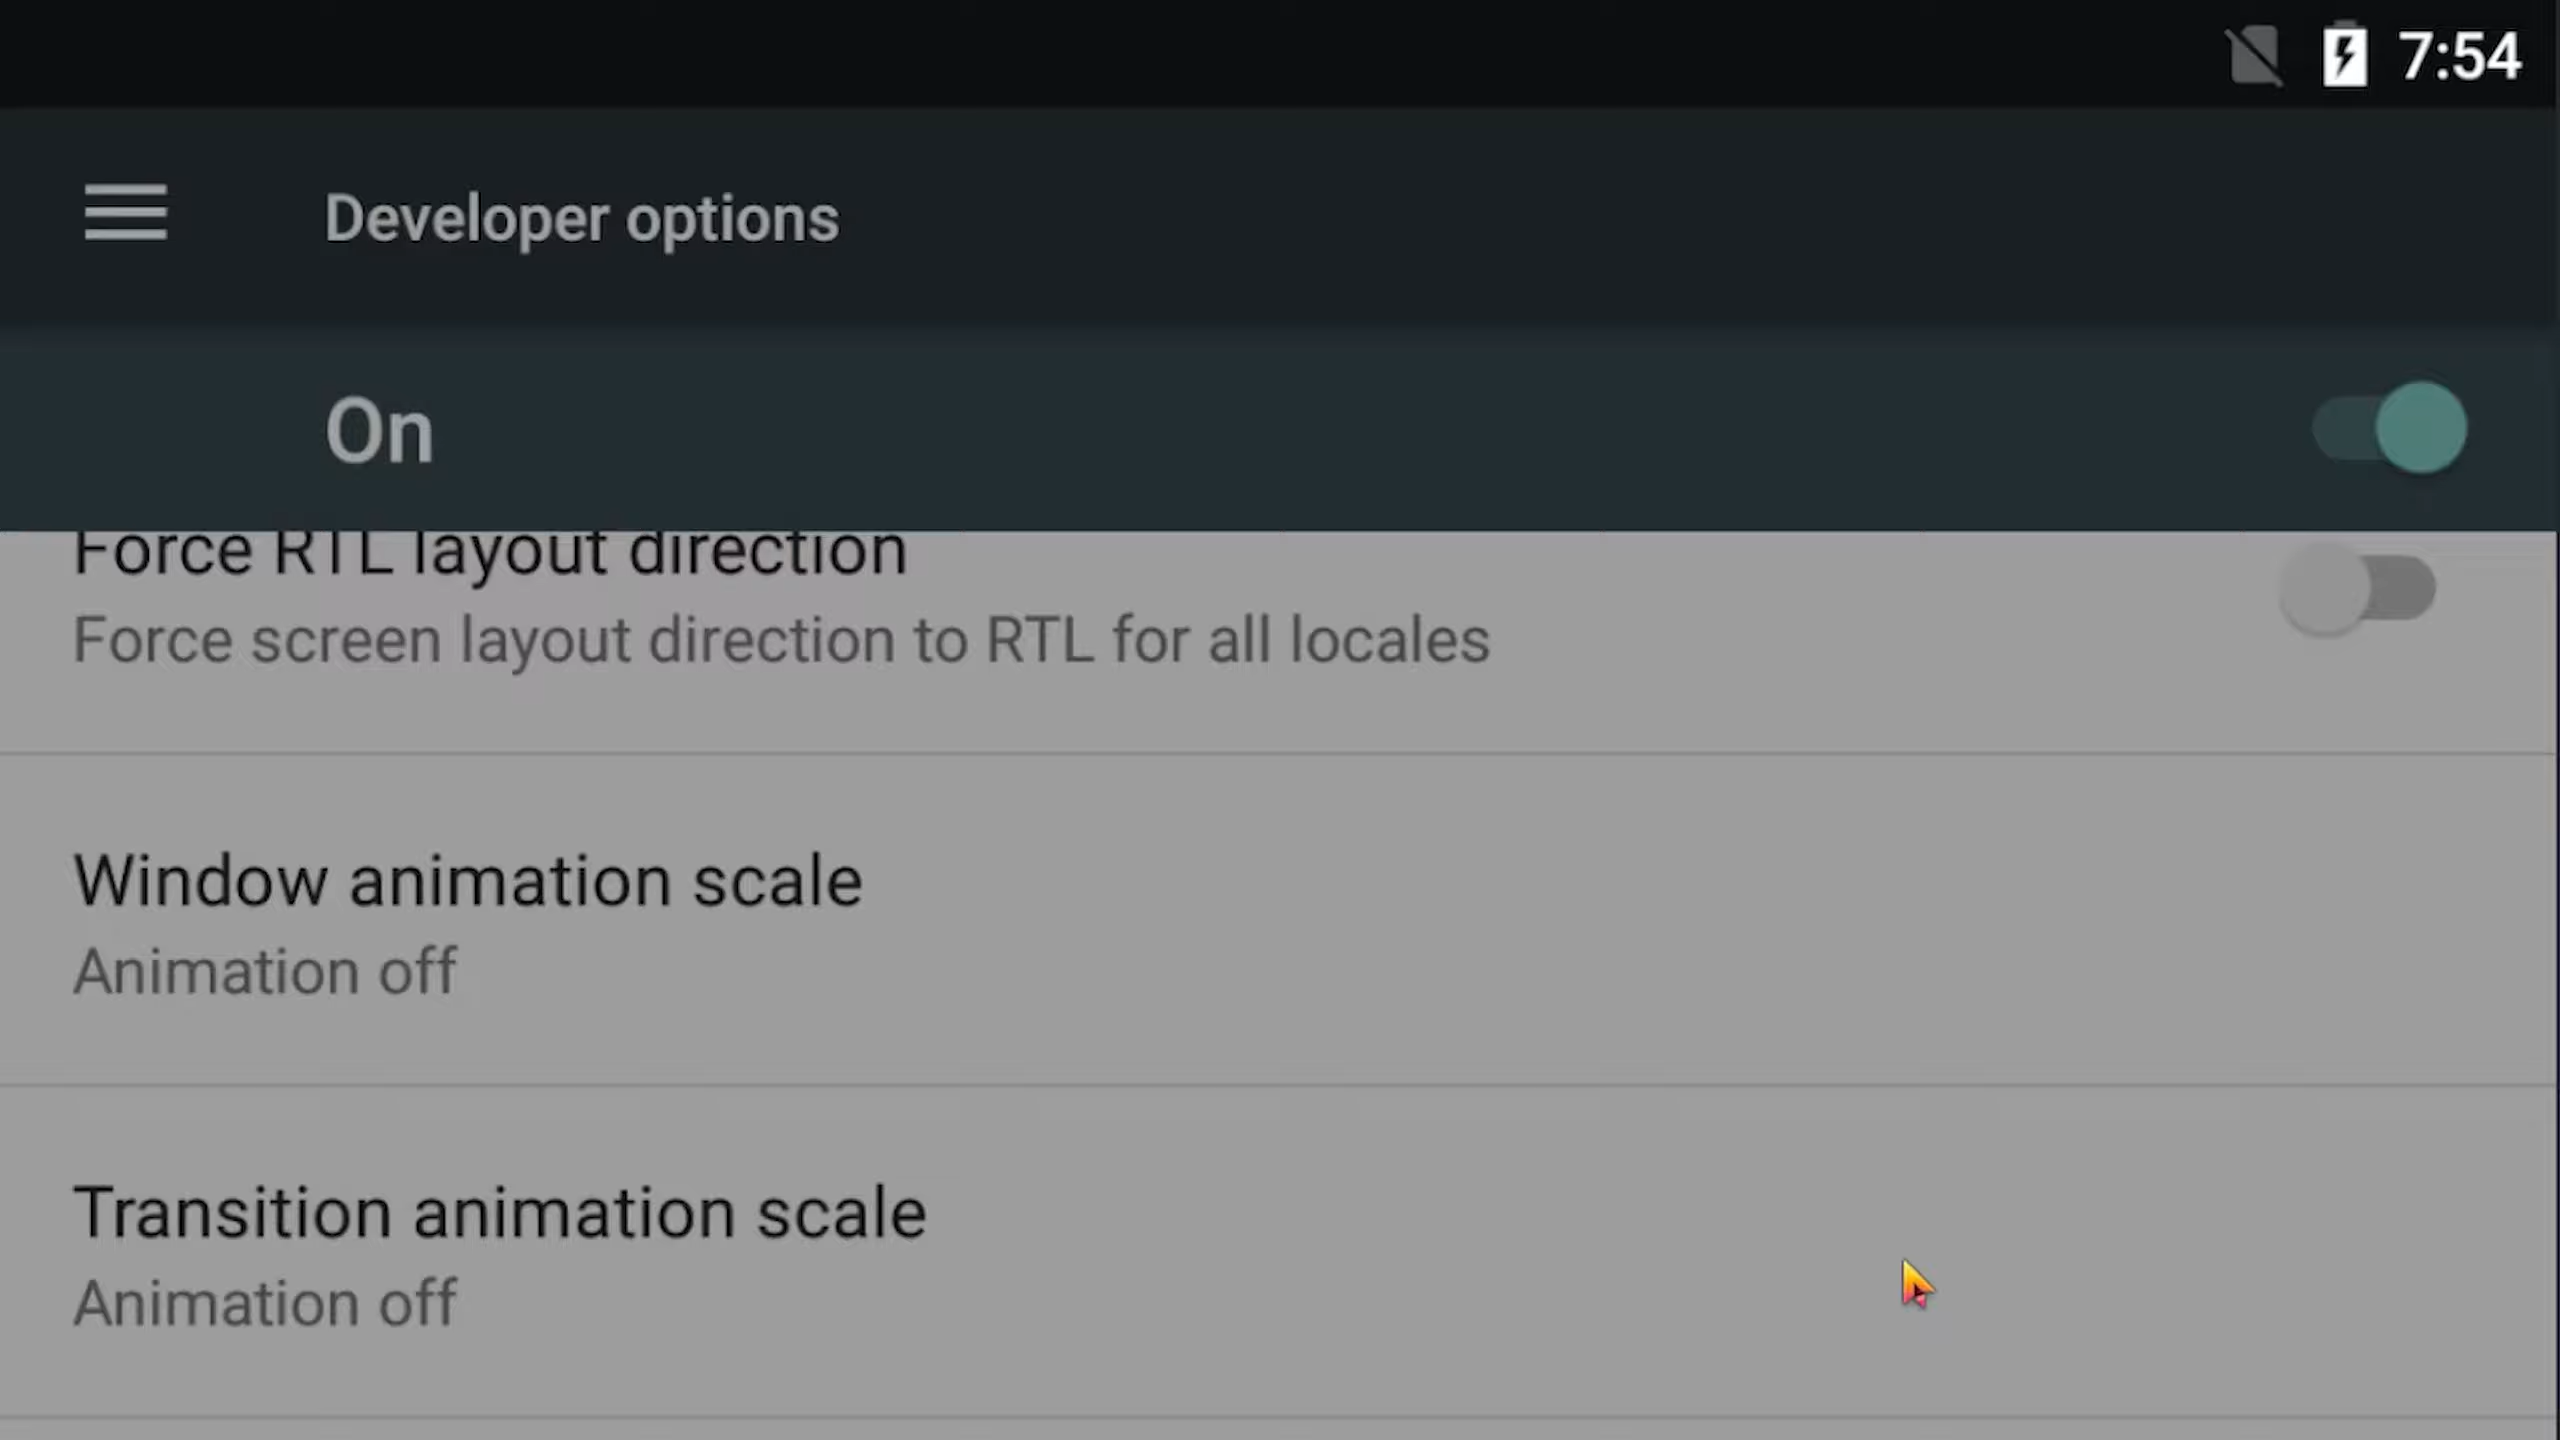 7:54
Developer options
On
Force RTL layout direction
Force screen layout direction to RTL for all locales
Window animation scale
Animation off
Transition animation scale
Animation off